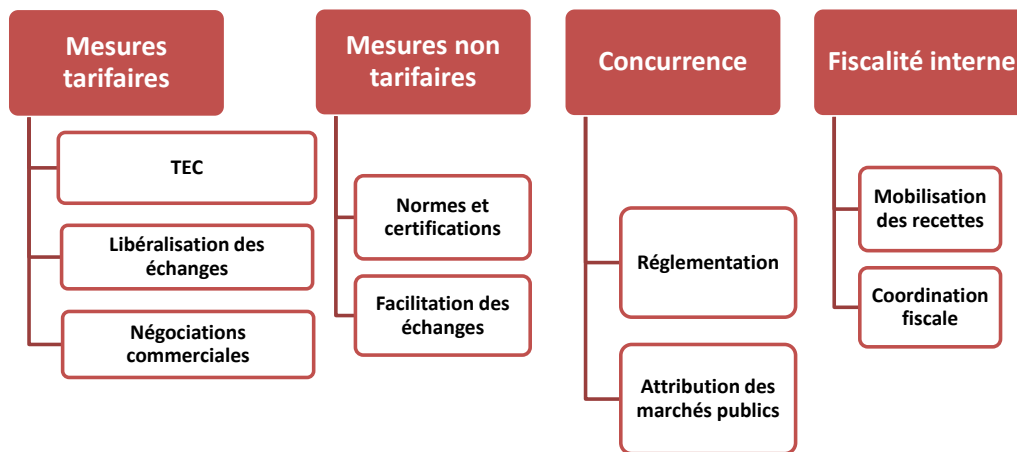 Mesures
tarifaires
TEC
Libéralisation des
échanges
Négociations
commerciales
Mesures non
tarifaires
Normes et
certifications
Facilitation des
échanges
Concurrence
Réglementation
Attribution des
marchés publics
Fiscalité interne
Mobilisation
des recettes
Coordination
fiscale